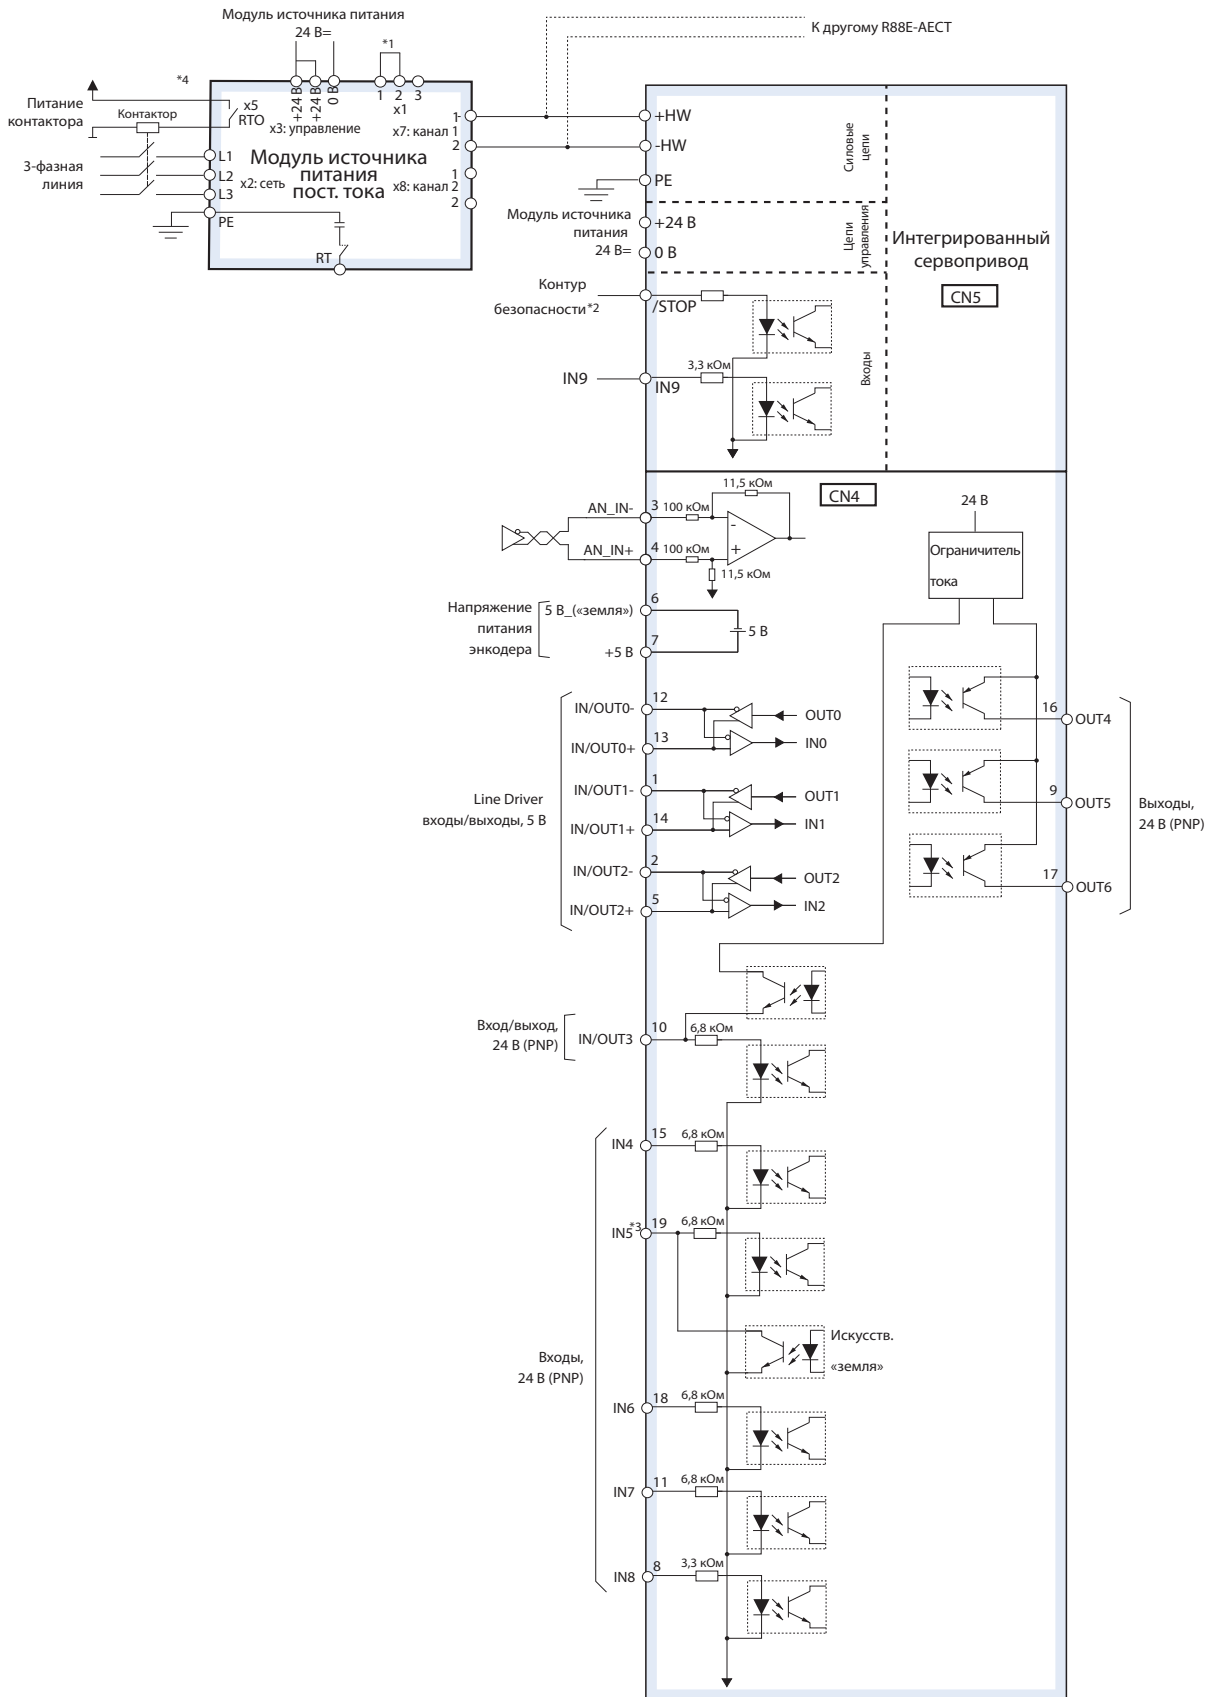 Модуль источника питания
24 В=
К другому R88E-AECT
*1
*4
+24 В
+24 В
0 В
1
2
3
x1
Питание
контактора
Контактор
x5
RTO
x3: управление
x7: канал 1
1
2
+HW
-HW
PE
Силовые
цепи
3-фазная
линия
L1
L2
L3
PE
x2: сеть
Модуль источника
питания
пост. тока
x8: канал 2
1
2
RT
Модуль источника
питания
24 В=
+24 В
0 В
Цепи
управления
Интегрированный
сервопривод
CN5
Контур
безопасности*2
/STOP
IN9
IN9
3,3 кОм
Входы
CN4
AN_IN-
3
100 кОм
11,5 кОм
-
+
AN_IN+
4
100 кОм
11,5 кОм
24 В
Ограничитель
тока
Напряжение
питания
энкодера
5 В_(«земля»)
6
+5 В
7
5 В
Line Driver
входы/выходы, 5 В
IN/OUT0-
12
OUT0
IN/OUT0+
13
IN0
IN/OUT1-
1
OUT1
IN/OUT1+
14
IN1
IN/OUT2-
2
OUT2
IN/OUT2+
5
IN2
16
OUT4
9
OUT5
17
OUT6
Выходы,
24 В (PNP)
Вход/выход,
24 В (PNP)
IN/OUT3
10
6,8 кОм
Входы,
24 В (PNP)
IN4
15
6,8 кОм
IN5*3
19
6,8 кОм
Искусств.
«земля»
IN6
18
6,8 кОм
IN7
11
6,8 кОм
IN8
8
3,3 кОм